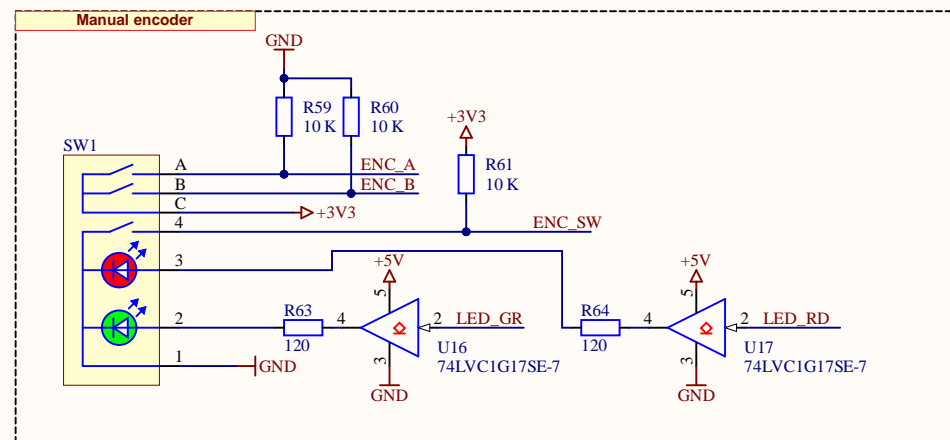 Manual encoder
GND
R59
10 K
R60
10 K
+3V3
R61
10 K
SW1
A
ENC_A
B
ENC_B
C
+3V3
4
ENC_SW
3
+5V
+5V
5
5
2
R63
120
4
2
LED_GR
U16
74LVC1G17SE-7
3
GND
R64
120
4
2
LED_RD
U17
74LVC1G17SE-7
3
GND
1
GND